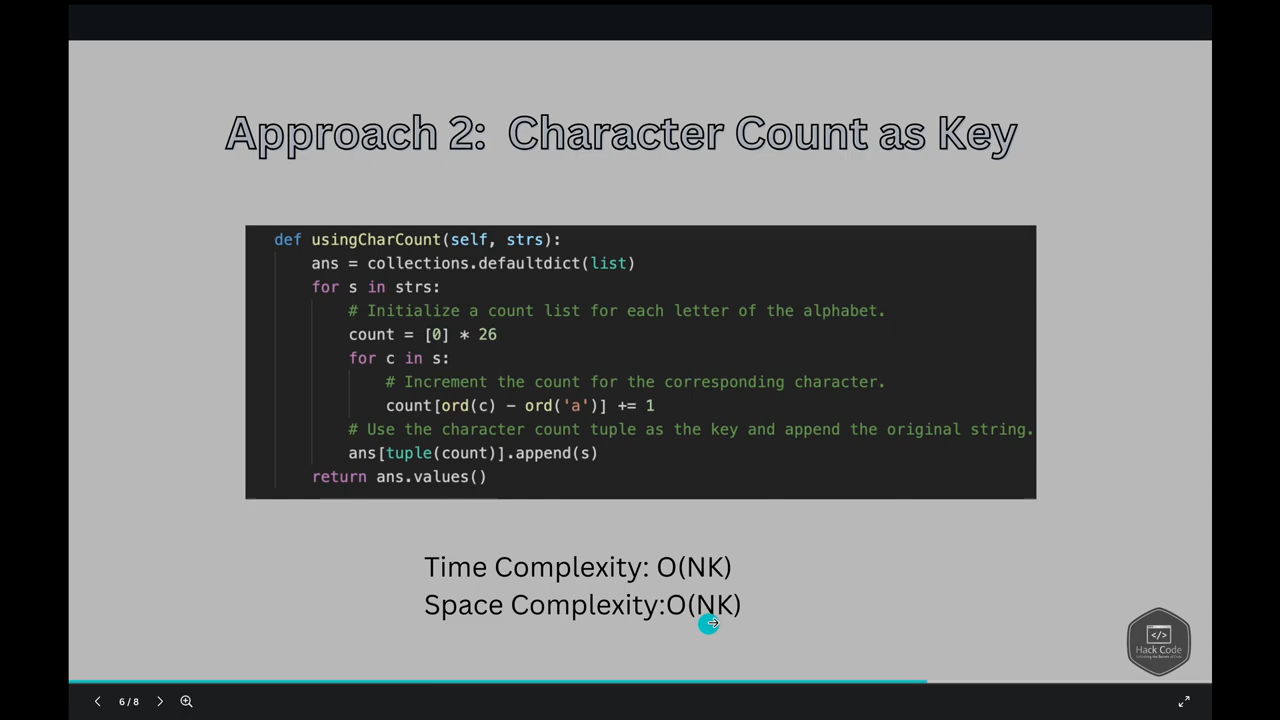 Approach 2: Character Count as Key
def usingCharCount(self, strs):
ans = collections.defaultdict(list)
for s in strs:
# Initialize a count list for each letter of the alphabet.
count = [0] * 26
for c in s:
# Increment the count for the corresponding character.
count[ord(c) - ord('a')] += 1
# Use the character count tuple as the key and append the original string.
ans[tuple(count)].append(s)
return ans.values()
Time Complexity: O(NK)
Space Complexity:O(NK)
</>
Hack Code
6 / 8